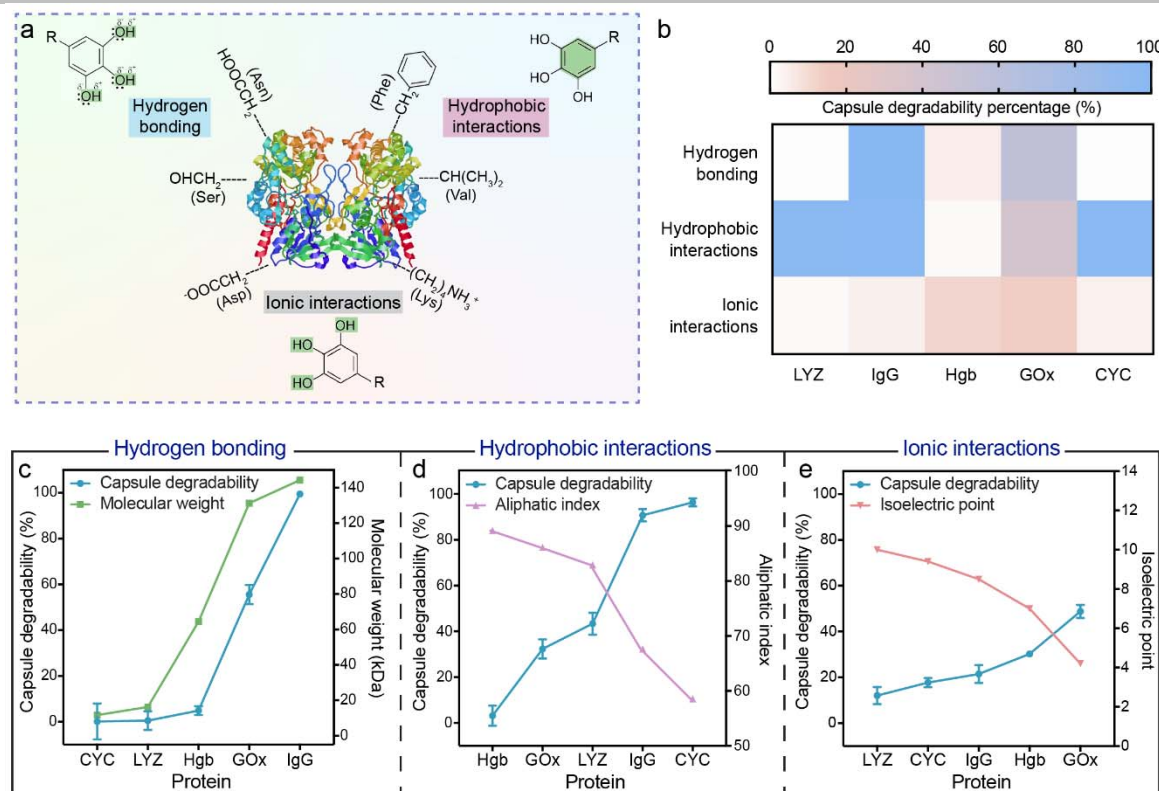 a
δ⁻ δ⁺
OH
R
δ⁻ δ⁺
OH
OH
δ⁻ δ⁺
HOOCCH₂
(Asn)
Hydrogen
bonding
OHCH₂
(Ser)
⁻OOCCH₂
(Asp)
CH₂
(Phe)
Hydrophobic
interactions
HO
R
HO
OH
CH(CH₃)₂
(Val)
(CH₂)₄NH₃⁺
(Lys)
Ionic interactions
OH
HO
HO
R
b
0 20 40 60 80 100
Capsule degradability percentage (%)
Hydrogen
bonding
Hydrophobic
interactions
Ionic
interactions
LYZ IgG Hgb GOx CYC
Hydrogen bonding
c
Capsule degradability
Molecular weight
Capsule degradability (%)
100
80
60
40
20
0
Molecular weight (kDa)
140
120
100
80
60
40
20
0
CYC LYZ Hgb GOx IgG
Protein
Hydrophobic interactions
d
Capsule degradability
Aliphatic index
Capsule degradability (%)
100
80
60
40
20
0
Aliphatic index
100
90
80
70
60
50
Hgb GOx LYZ IgG CYC
Protein
Ionic interactions
e
Capsule degradability
Isoelectric point
Capsule degradability (%)
100
80
60
40
20
0
Isoelectric point
14
12
10
8
6
4
2
0
LYZ CYC IgG Hgb GOx
Protein